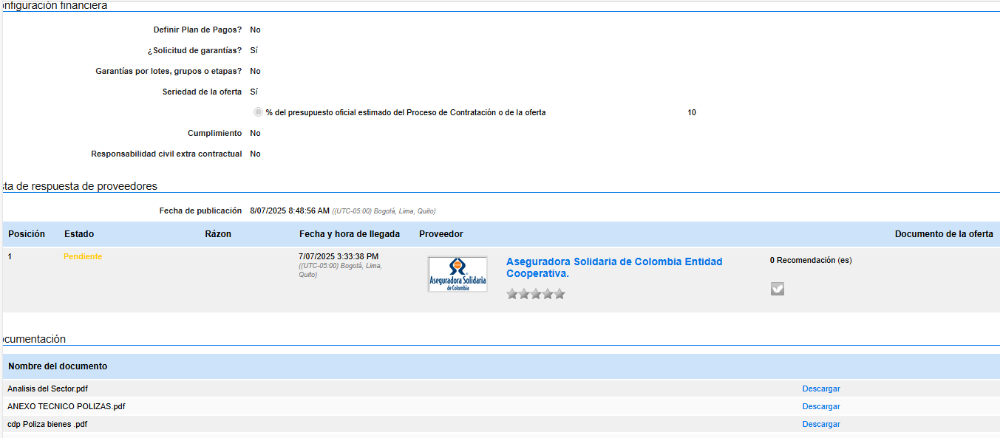 onfiguración financiera
Definir Plan de Pagos? No
¿Solicitud de garantías? Sí
Garantías por lotes, grupos o etapas? No
Seriedad de la oferta Sí
% del presupuesto oficial estimado del Proceso de Contratación o de la oferta 10
Cumplimiento No
Responsabilidad civil extra contractual No
sta de respuesta de proveedores
Fecha de publicación 8/07/2025 8:48:56 AM ((UTC-05:00) Bogotá, Lima, Quito)
Posición Estado Rázon Fecha y hora de llegada Proveedor Documento de la oferta
1 Pendiente 7/07/2025 3:33:38 PM
((UTC-05:00) Bogotá, Lima,
Quito)
Aseguradora Solidaria
de Colombia
Aseguradora Solidaria de Colombia Entidad
Cooperativa.
0 Recomendación (es)
ocumentación
Nombre del documento
Analisis del Sector.pdf Descargar
ANEXO TECNICO POLIZAS.pdf Descargar
cdp Poliza bienes .pdf Descargar